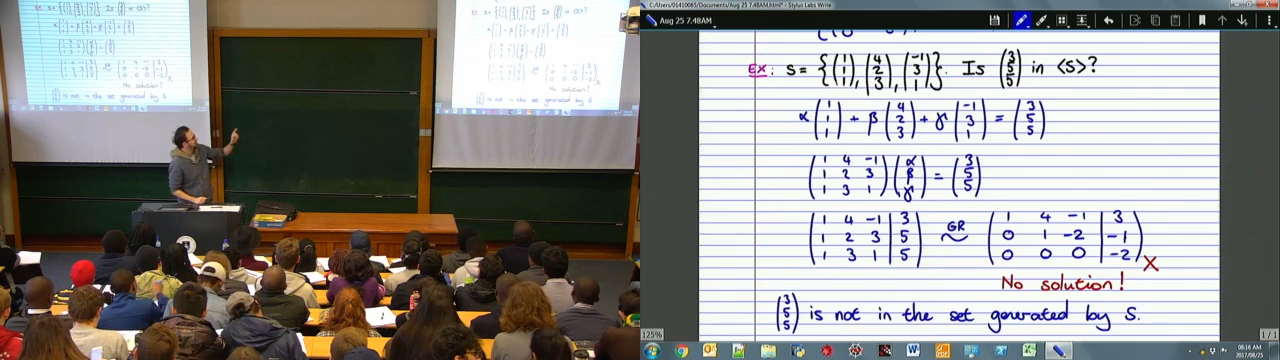 C:/Users/01410065/Dropbox/Aug 25 7.48AM.html* - Stylus Labs Write
Aug 25 7.48AM
Ex: S = { (1 1 1), (4 2 3), (-1 3 1) }. Is (3 5 5) in <S>?
α (1 1 1) + β (4 2 3) + γ (-1 3 1) = (3 5 5)
(1 4 -1 / 1 2 3 / 1 3 1) (α β γ) = (3 5 5)
(1 4 -1 | 3 / 1 2 3 | 5 / 1 3 1 | 5) GR ~ (1 4 -1 | 3 / 0 1 -2 | -1 / 0 0 0 | -2) X
No solution!
(3 5 5) is not in the set generated by S.
125%
1 / 1
08:16 AM
2017/08/25